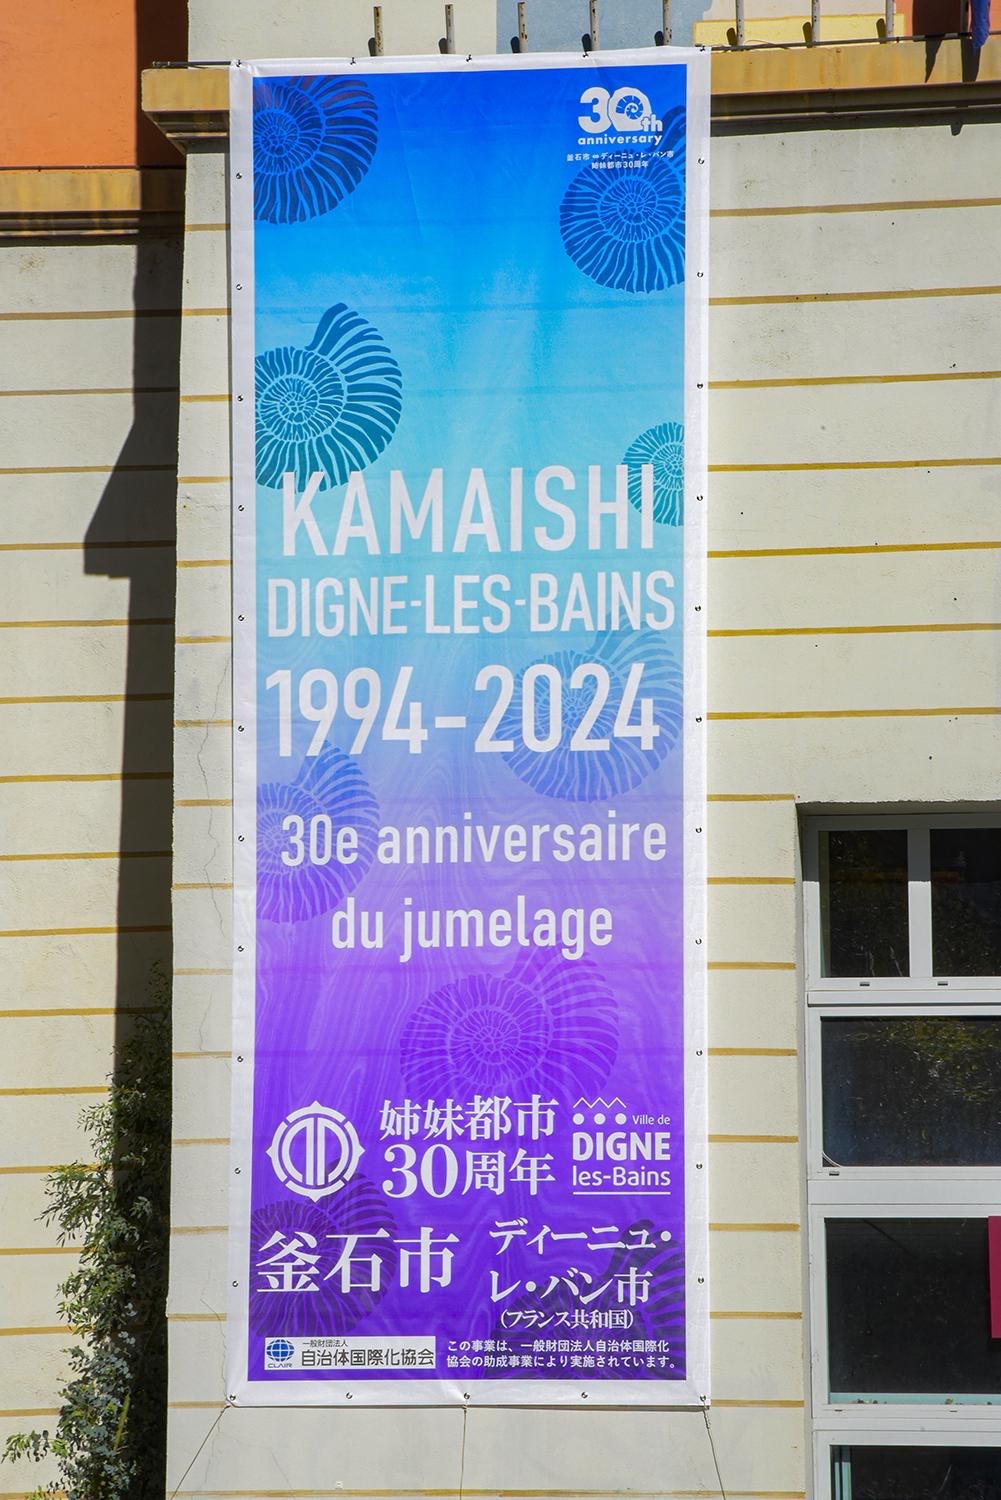 30th
anniversary
釜石市 ⇔ ディーニュ・レ・バン市
姉妹都市30周年
KAMAISHI
DIGNE-LES-BAINS
1994-2024
30e anniversaire
du jumelage
姉妹都市
30周年
Ville de
DIGNE
les-Bains
釜石市
ディーニュ・
レ・バン市
(フランス共和国)
CLAIR
一般財団法人
自治体国際化協会
この事業は、一般財団法人自治体国際化
協会の助成事業により実施されています。